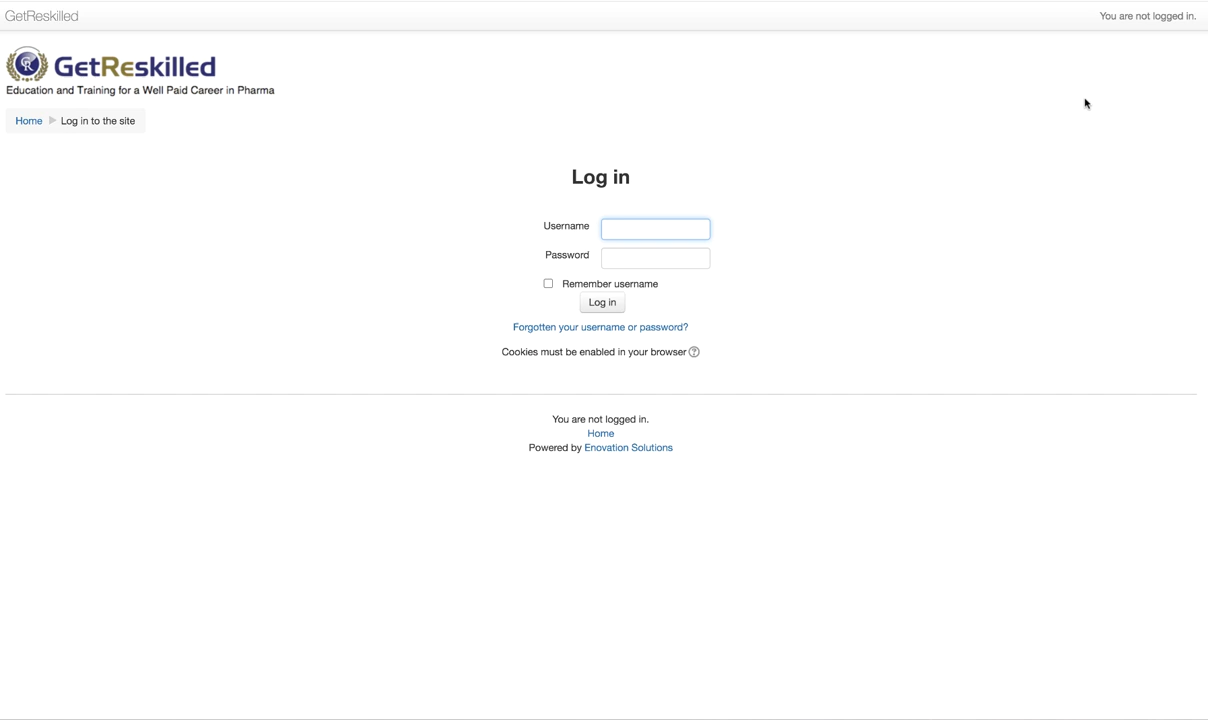 GetReskilled
You are not logged in.
GetReskilled
Education and Training for a Well Paid Career in Pharma
Home Log in to the site
Log in
Username
Password
Remember username
Log in
Forgotten your username or password?
Cookies must be enabled in your browser
You are not logged in.
Home
Powered by Enovation Solutions